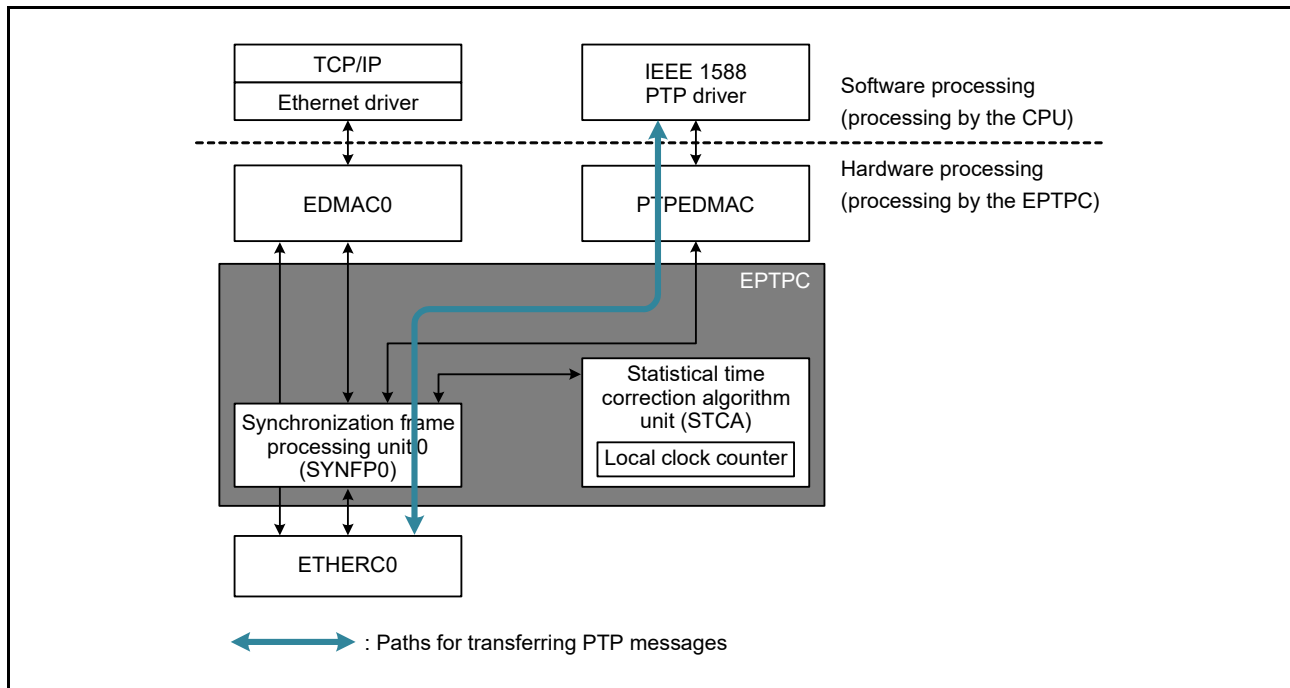 TCP/IP
Ethernet driver
IEEE 1588
PTP driver
Software processing
(processing by the CPU)
Hardware processing
(processing by the EPTPC)
EDMAC0
PTPEDMAC
EPTPC
Synchronization frame
processing unit 0
(SYNFP0)
Statistical time
correction algorithm
unit (STCA)
Local clock counter
ETHERC0
: Paths for transferring PTP messages